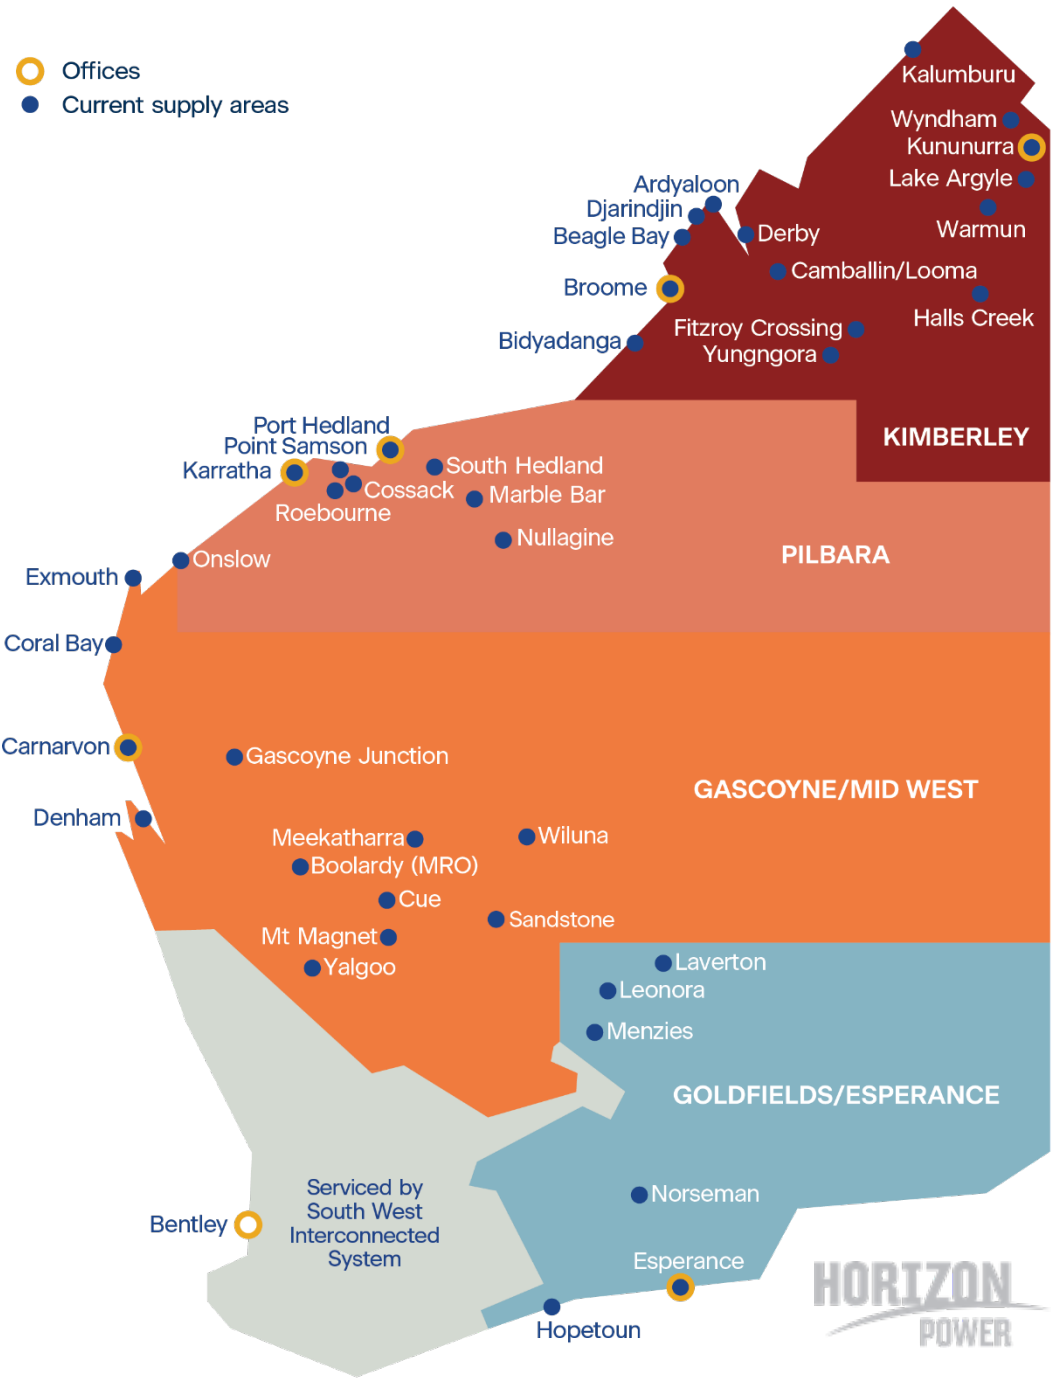 Offices
Current supply areas
Kalumburu
Wyndham
Kununurra
Lake Argyle
Warmun
Ardyaloon
Djarindjin
Beagle Bay
Derby
Camballin/Looma
Broome
Halls Creek
Fitzroy Crossing
Bidyadanga
Yungngora
KIMBERLEY
Port Hedland
Point Samson
Karratha
South Hedland
Cossack
Marble Bar
Roebourne
Nullagine
PILBARA
Onslow
Exmouth
Coral Bay
Carnarvon
Gascoyne Junction
GASCOYNE/MID WEST
Denham
Meekatharra
Wiluna
Boolardy (MRO)
Cue
Sandstone
Mt Magnet
Yalgoo
Laverton
Leonora
Menzies
GOLDFIELDS/ESPERANCE
Serviced by
South West
Interconnected
System
Norseman
Bentley
Esperance
Hopetoun
HORIZON
POWER